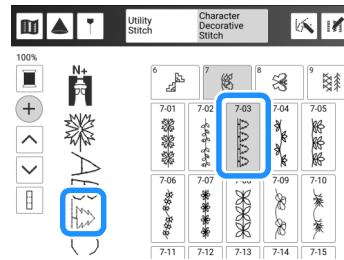 Utility
Stitch
Character
Decorative
Stitch
100%
N+
6 7 8 9
7-01 7-02 7-03 7-04 7-05
7-06 7-07 7-08 7-09 7-10
7-11 7-12 7-13 7-14 7-15